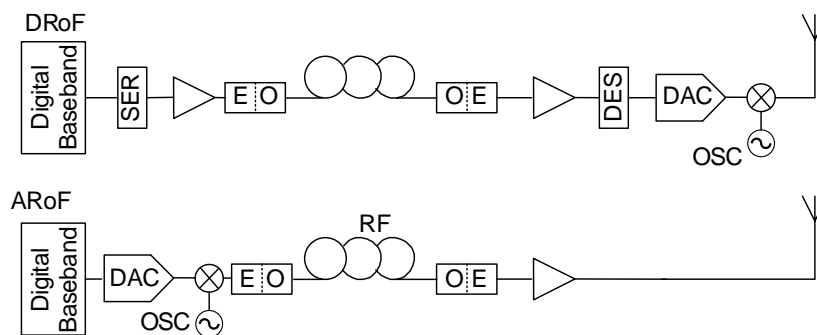 DRoF
Digital
Baseband
SER
E O
O E
DES
DAC
OSC
ARoF
Digital
Baseband
DAC
OSC
E O
RF
O E